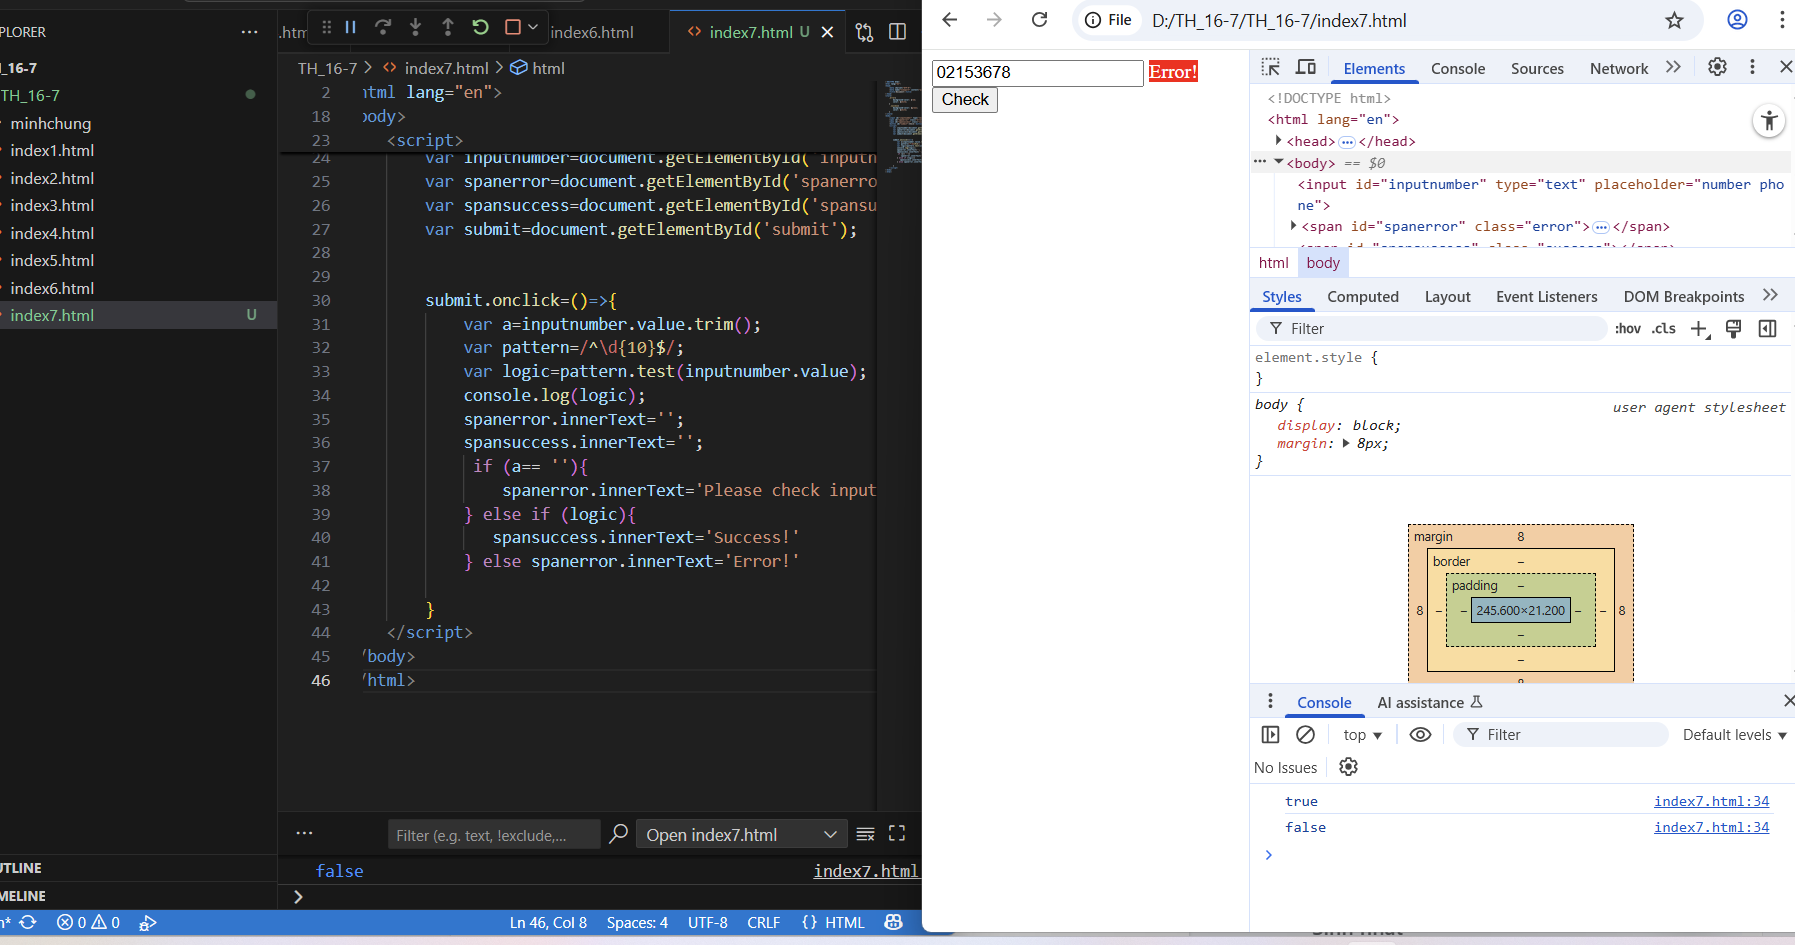 PLORER
_16-7
TH_16-7
minhchung
index1.html
index2.html
index3.html
index4.html
index5.html
index6.html
index7.html U
TLINE
MELINE
.htm
index6.html
index7.html U
TH_16-7 > <> index7.html > html
2 html lang="en">
18 body>
23 <script>
24 var inputnumber=document.getElementById('inputn
25 var spanerror=document.getElementById('spanerro
26 var spansuccess=document.getElementById('spansu
27 var submit=document.getElementById('submit');
28
29
30 submit.onclick=()=>{
31 var a=inputnumber.value.trim();
32 var pattern=/^\d{10}$/;
33 var logic=pattern.test(inputnumber.value);
34 console.log(logic);
35 spanerror.innerText='';
36 spansuccess.innerText='';
37 if (a== ''){
38 spanerror.innerText='Please check input
39 } else if (logic){
40 spansuccess.innerText='Success!'
41 } else spanerror.innerText='Error!'
42
43 }
44 </script>
45 /body>
46 /html>
Filter (e.g. text, !exclude,...
Open index7.html
false index7.html
>
0 0
Ln 46, Col 8 Spaces: 4 UTF-8 CRLF {} HTML
File D:/TH_16-7/TH_16-7/index7.html
02153678 Error!
Check
Elements Console Sources Network >>
<!DOCTYPE html>
<html lang="en">
<head> ... </head>
... <body> == $0
<input id="inputnumber" type="text" placeholder="number pho
ne">
<span id="spanerror" class="error"> ... </span>
<span id="spansuccess" class="success"></span>
html body
Styles Computed Layout Event Listeners DOM Breakpoints >>
Filter :hov .cls +
element.style {
}
body { user agent stylesheet
display: block;
margin: 8px;
}
margin 8
border –
padding –
8 – – 245.600×21.200 – – 8
–
–
8
Console AI assistance
top Filter Default levels
No Issues
true index7.html:34
false index7.html:34
>